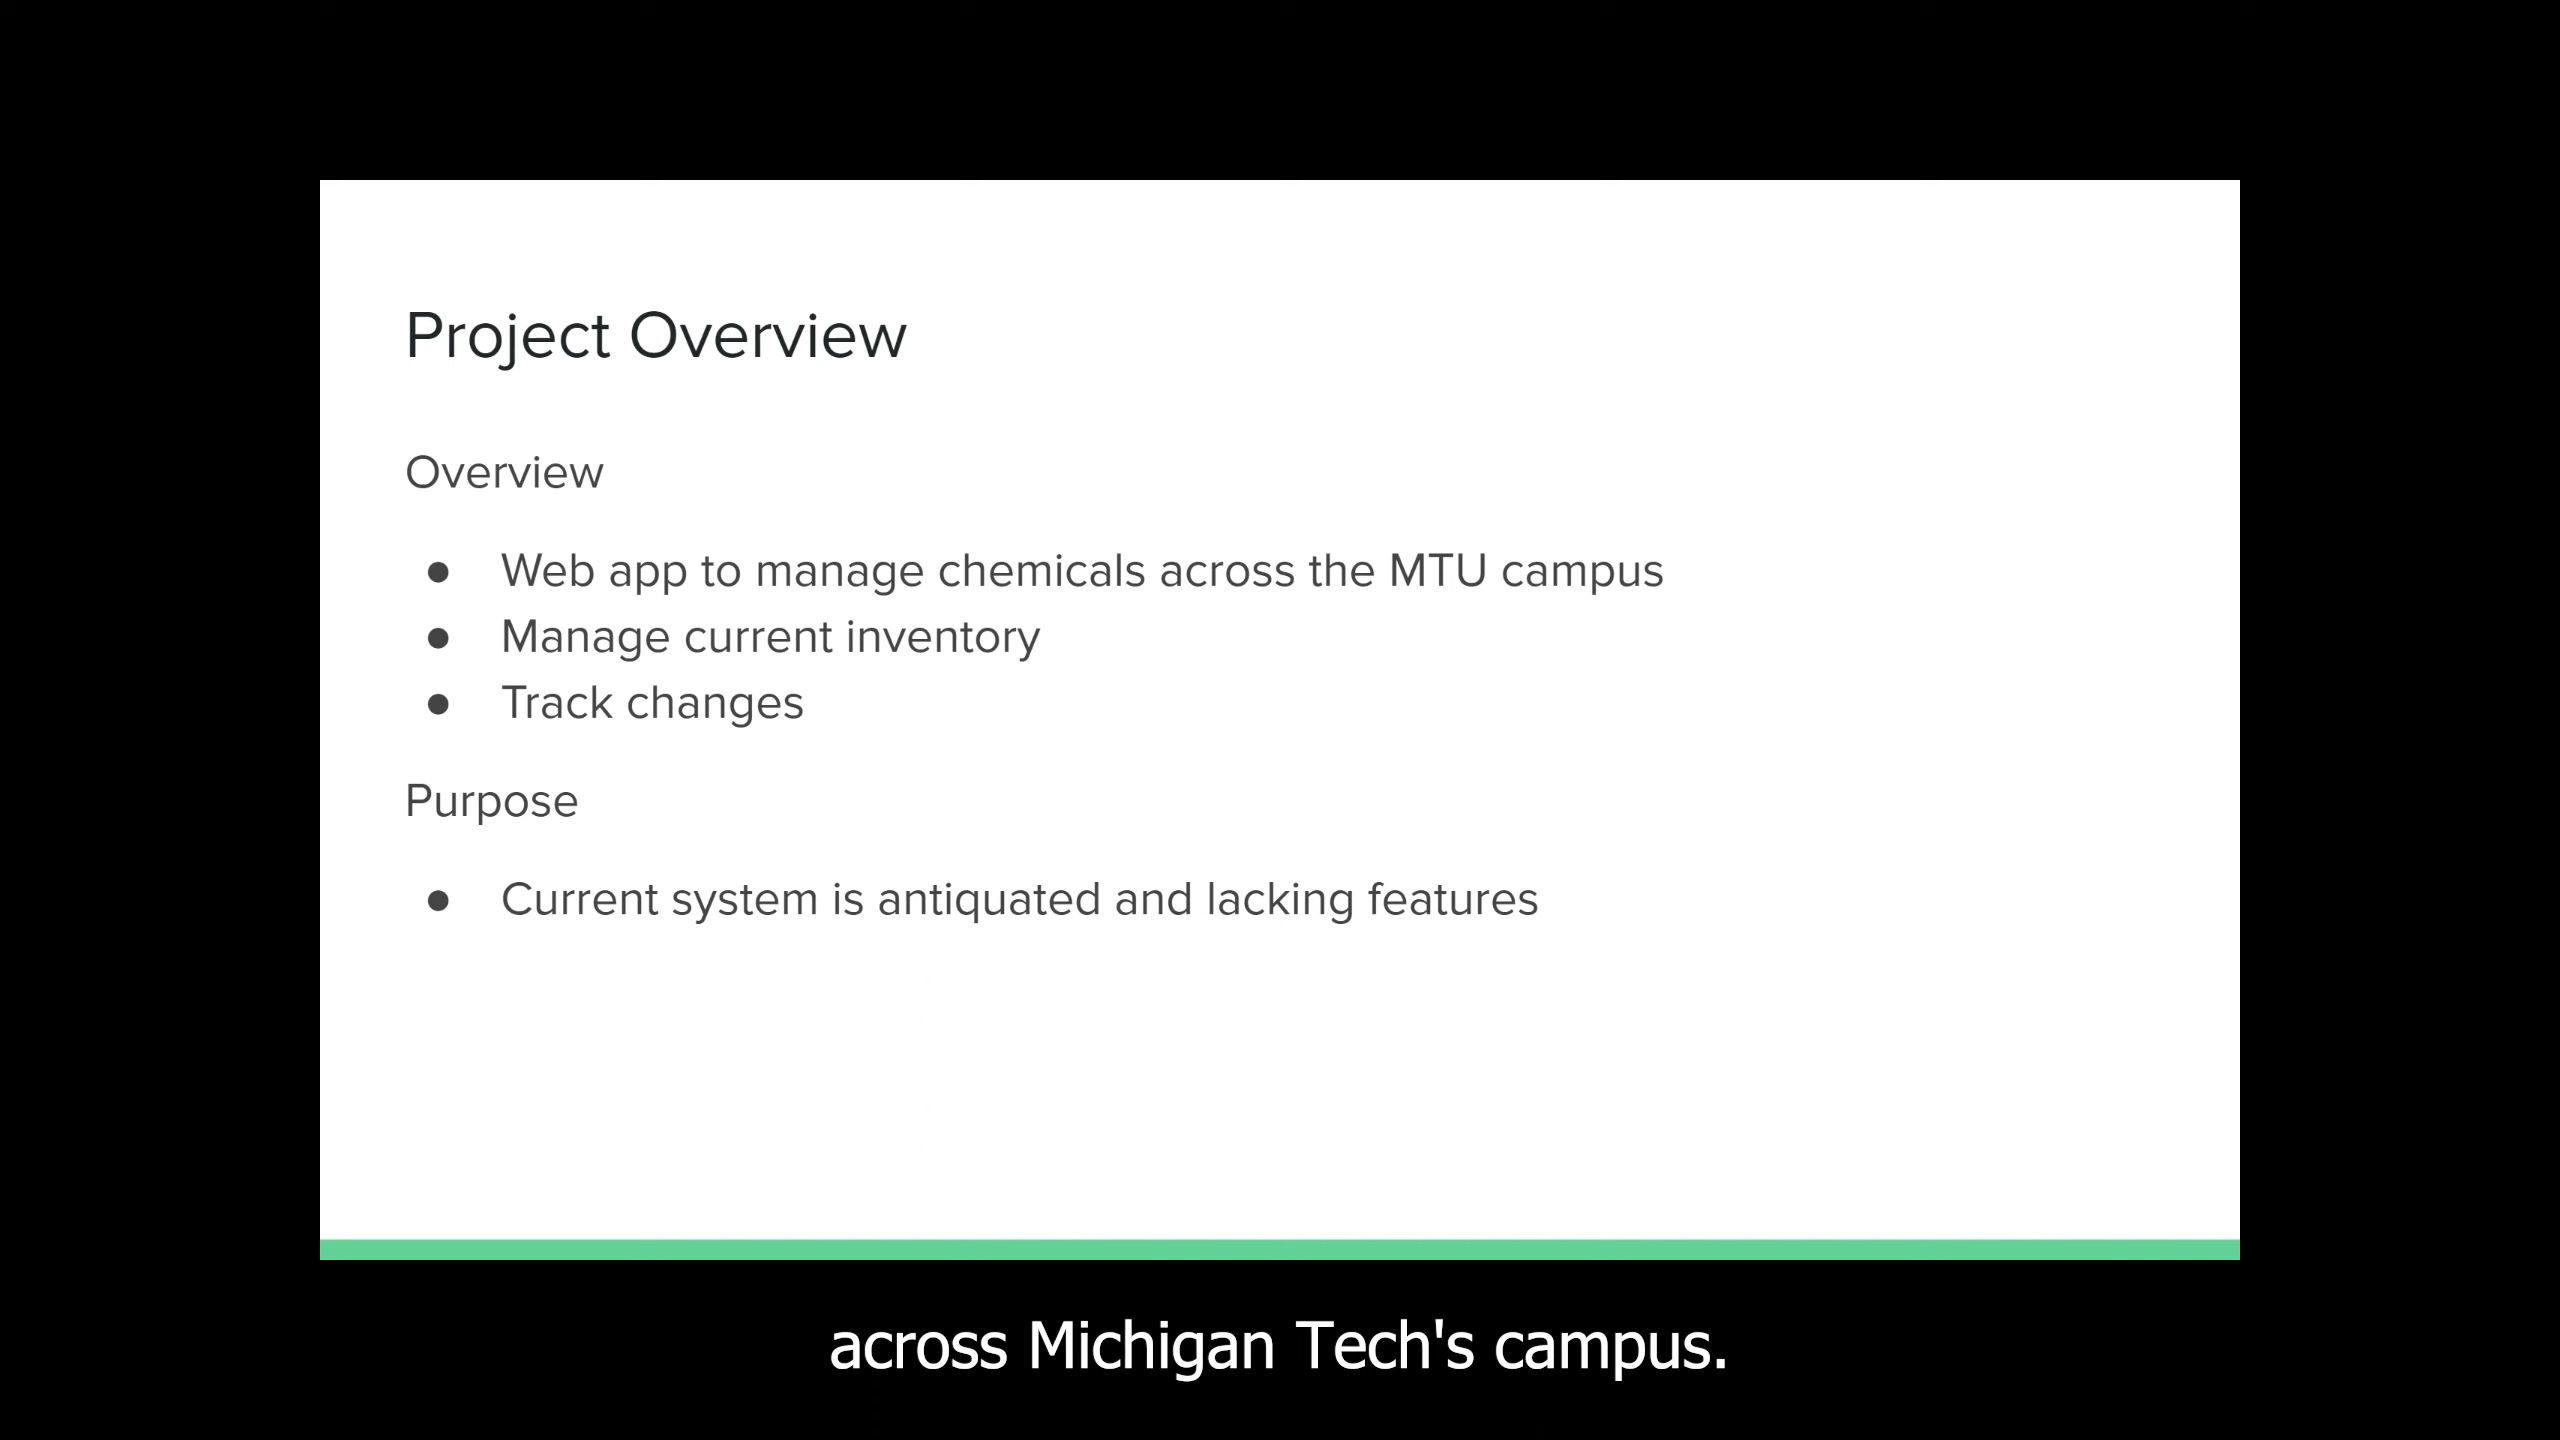 Project Overview
Overview
● Web app to manage chemicals across the MTU campus
● Manage current inventory
● Track changes
Purpose
● Current system is antiquated and lacking features
across Michigan Tech's campus.